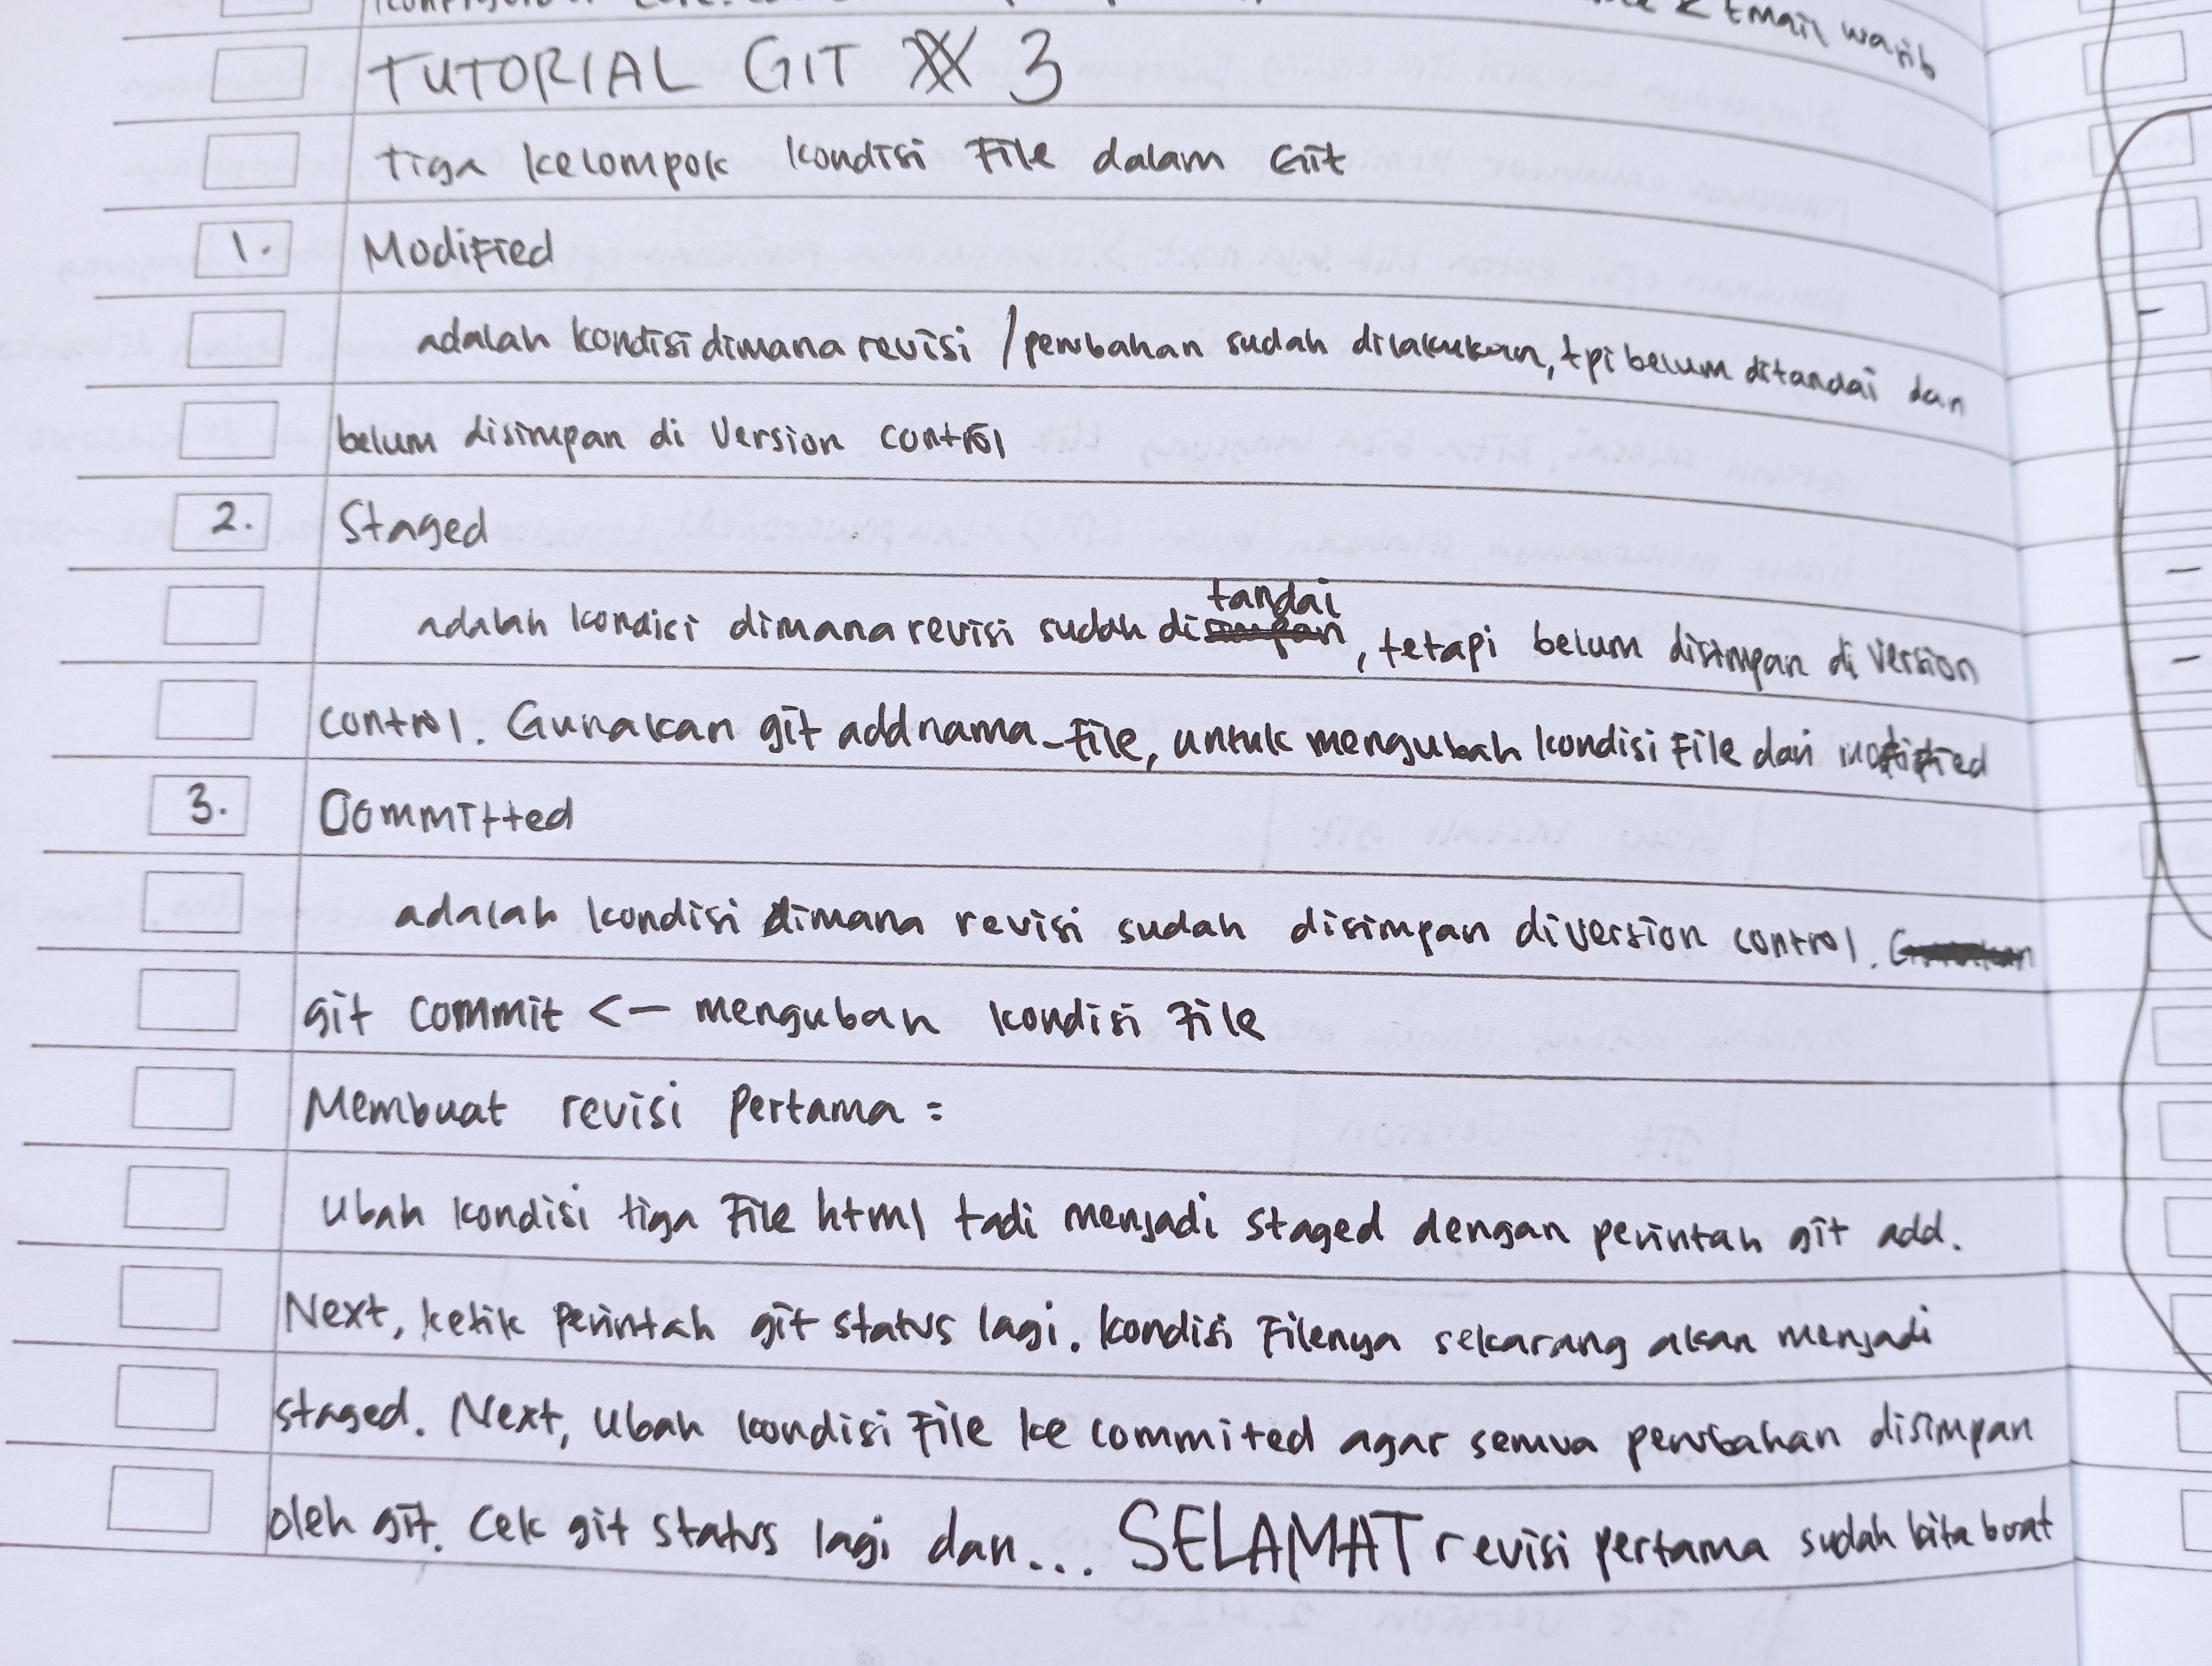 TUTORIAL GIT 3
Tiga kelompok kondisi file dalam Git
1. Modified
adalah kondisi dimana revisi / perubahan sudah dilakukan, tpi belum ditandai dan
belum disimpan di version control
2. Staged
adalah kondisi dimana revisi sudah ditandai, tetapi belum disimpan di version
control. Gunakan git add nama_file, untuk mengubah kondisi file dari modified
3. Committed
adalah kondisi dimana revisi sudah disimpan di version control.
git commit <- mengubah kondisi file
Membuat revisi pertama =
Ubah kondisi tiga file html tadi menjadi staged dengan perintah git add.
Next, ketik perintah git status lagi. kondisi filenya sekarang akan menjadi
staged. Next, ubah kondisi file ke commited agar semua perubahan disimpan
oleh git. Cek git status lagi dan... SELAMAT revisi pertama sudah kita buat